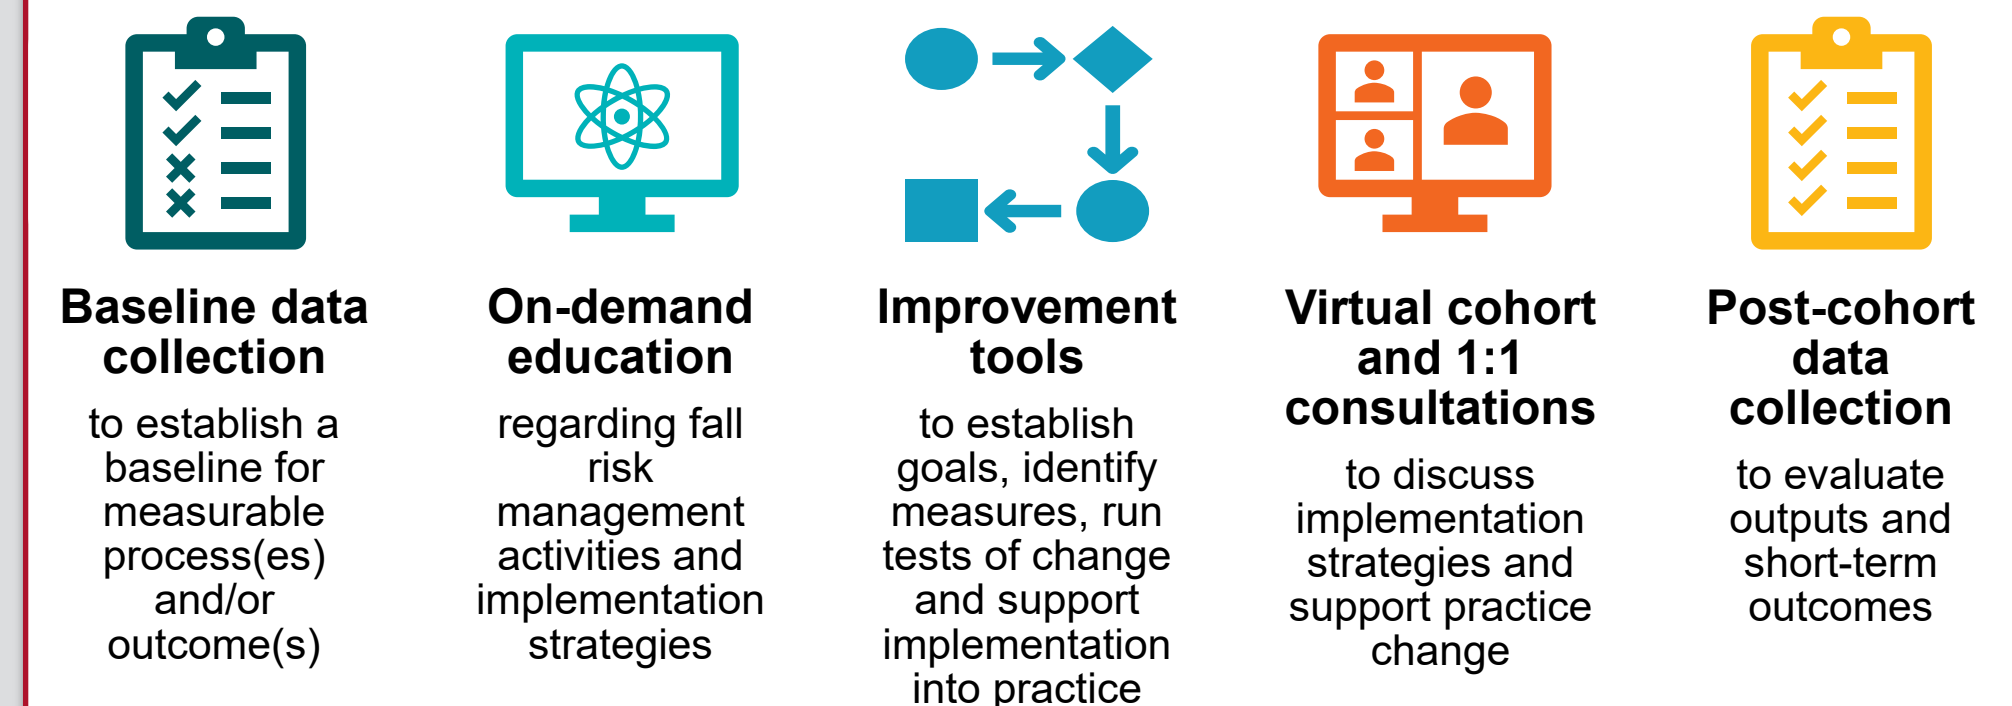 Baseline data
collection
to establish a
baseline for
measurable
process(es)
and/or
outcome(s)
On-demand
education
regarding fall
risk
management
activities and
implementation
strategies
Improvement
tools
to establish
goals, identify
measures, run
tests of change
and support
implementation
into practice
Virtual cohort
and 1:1
consultations
to discuss
implementation
strategies and
support practice
change
Post-cohort
data
collection
to evaluate
outputs and
short-term
outcomes